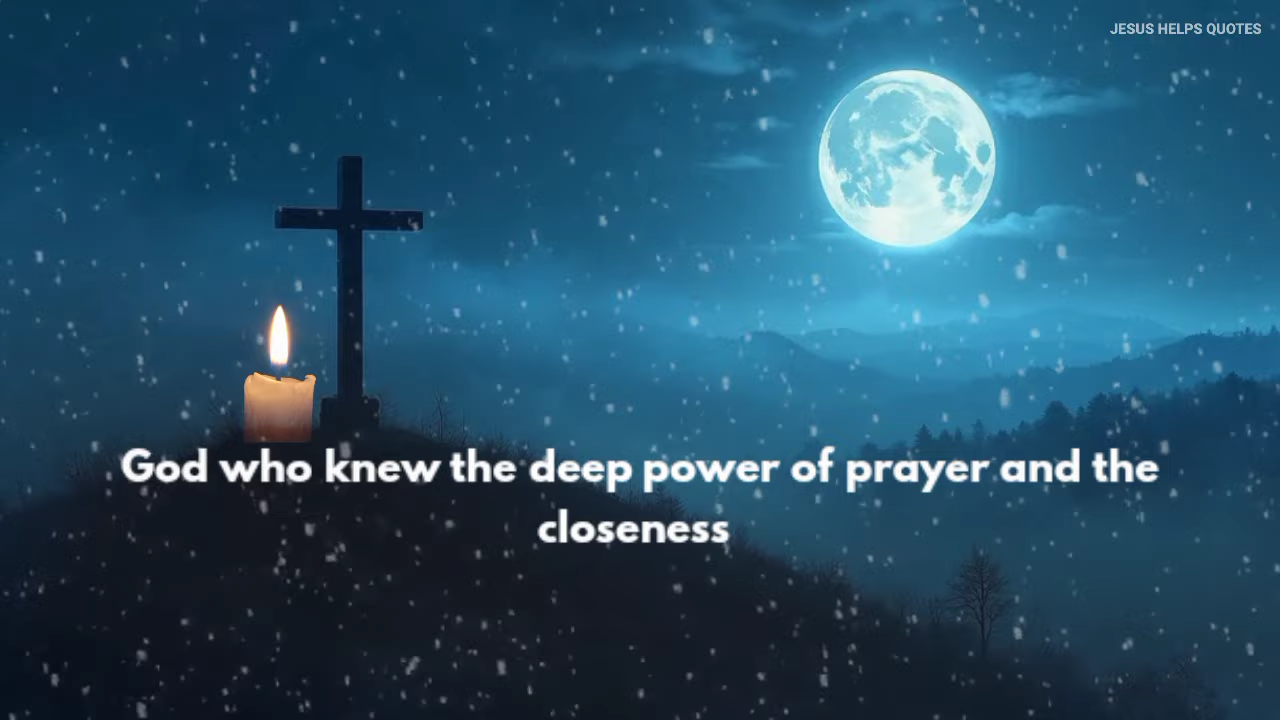 JESUS HELPS QUOTES
God who knew the deep power of prayer and the
closeness